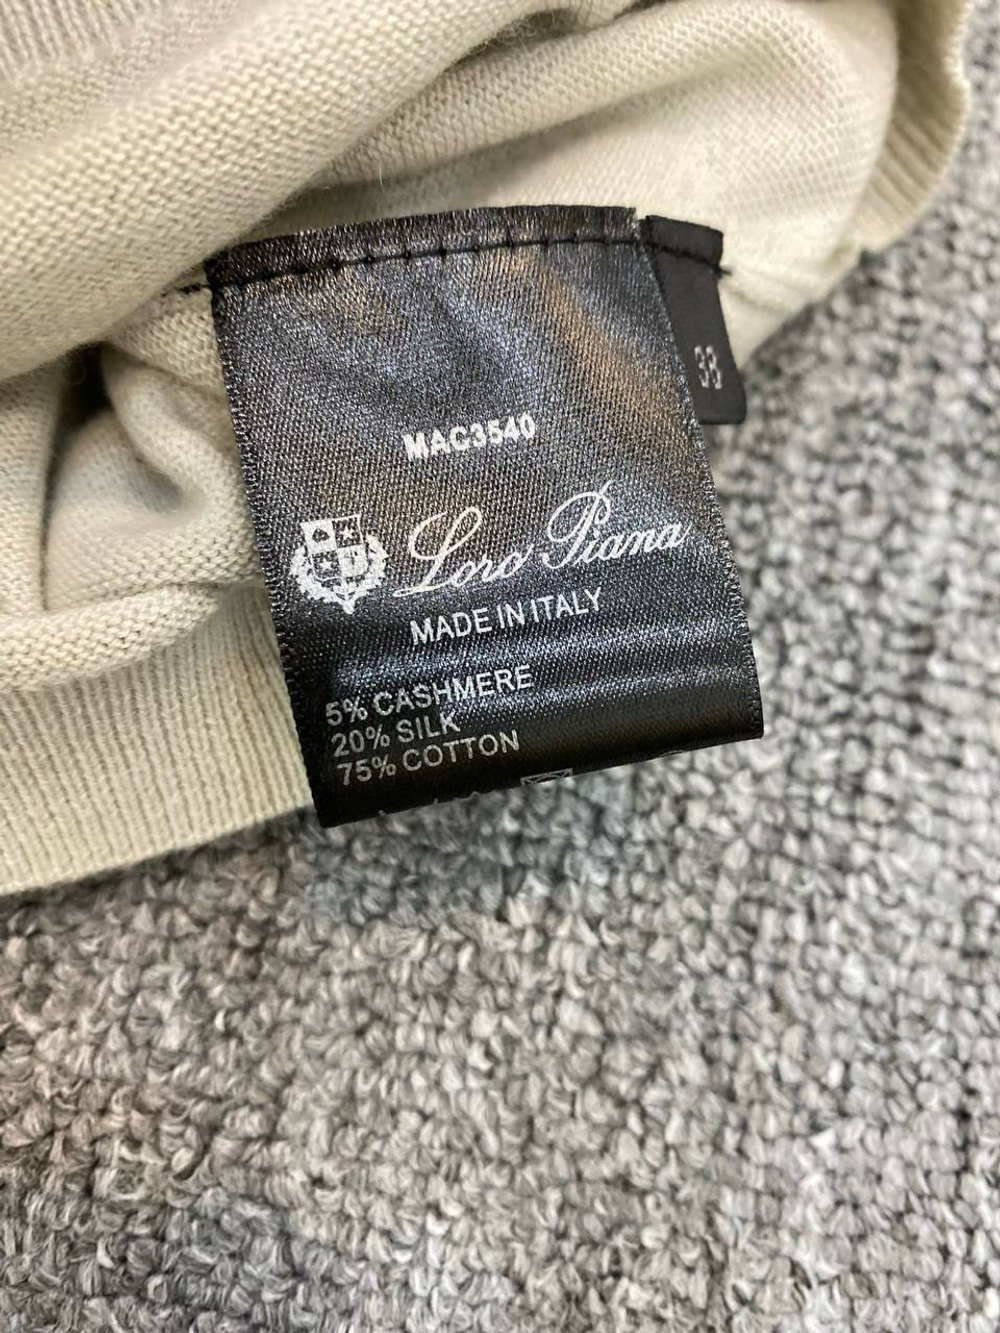 38
MAC3540
Loro Piana
MADE IN ITALY
5% CASHMERE
20% SILK
75% COTTON